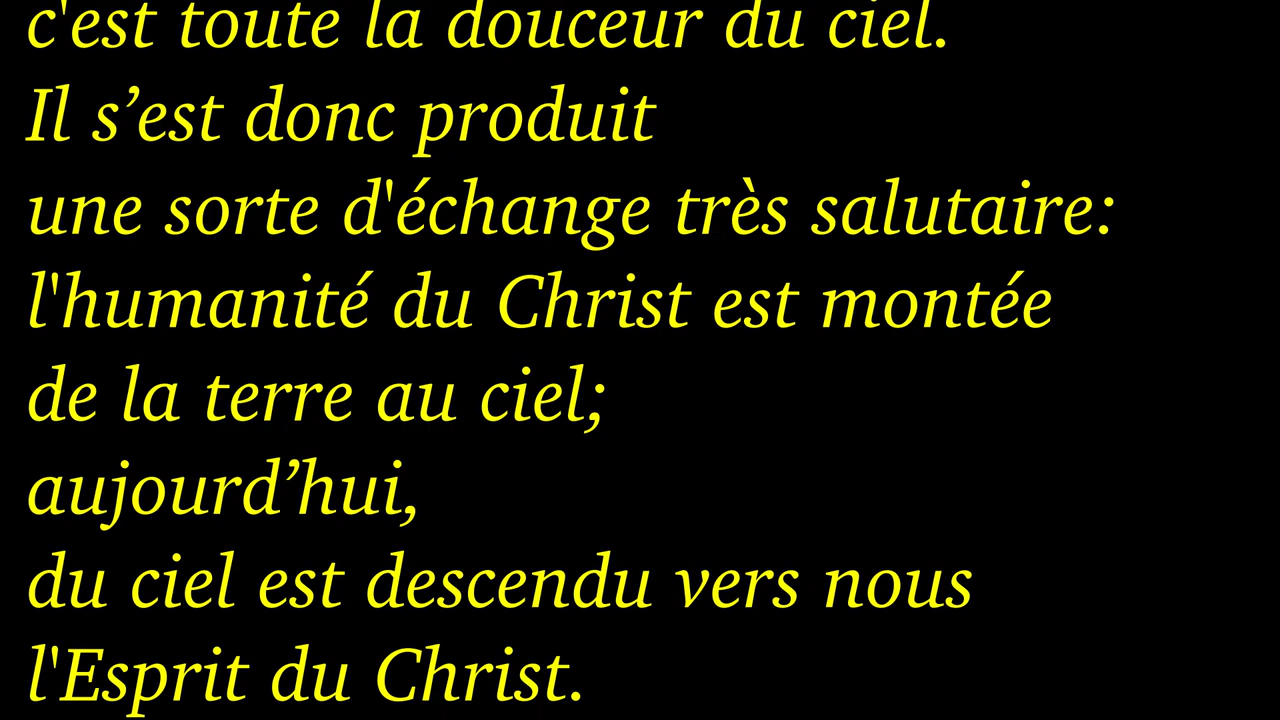 c'est toute la douceur du ciel.
Il s’est donc produit
une sorte d'échange très salutaire:
l'humanité du Christ est montée
de la terre au ciel;
aujourd’hui,
du ciel est descendu vers nous
l'Esprit du Christ.